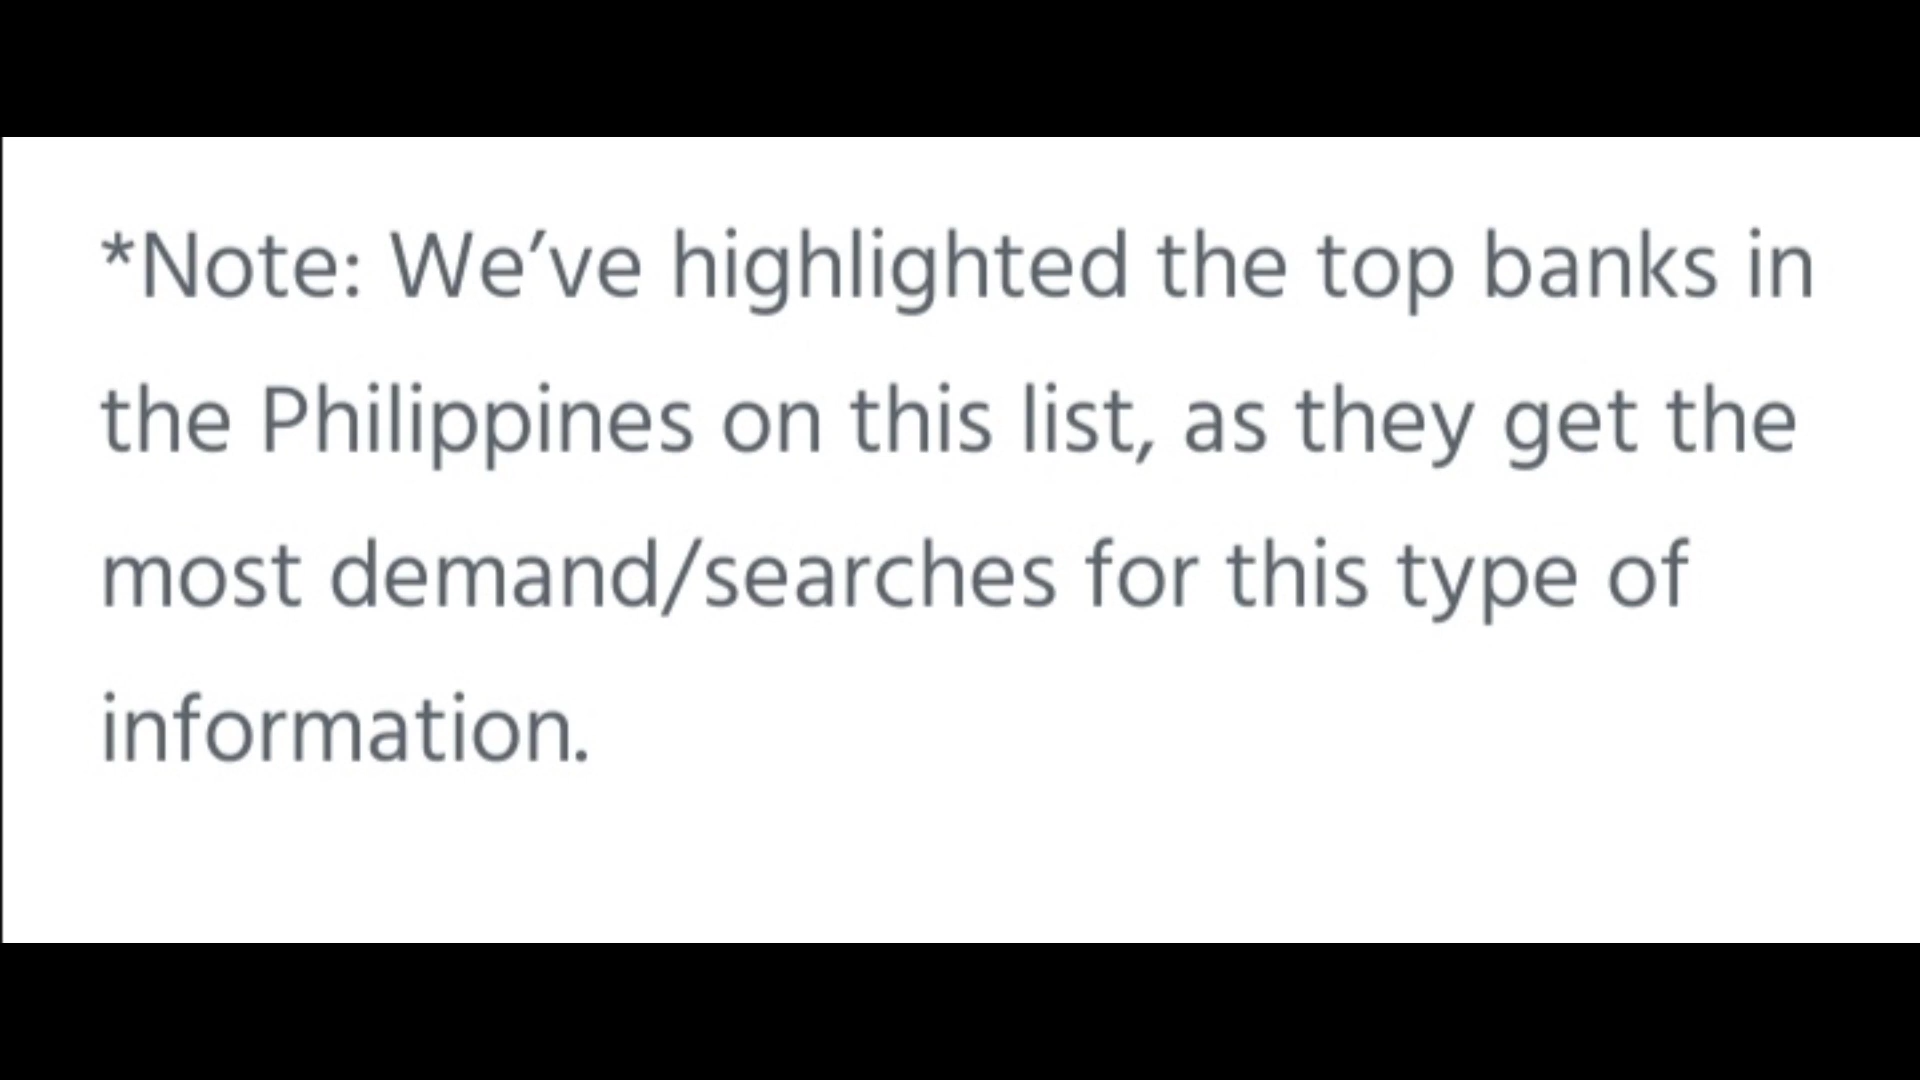 *Note: We’ve highlighted the top banks in
the Philippines on this list, as they get the
most demand/searches for this type of
information.